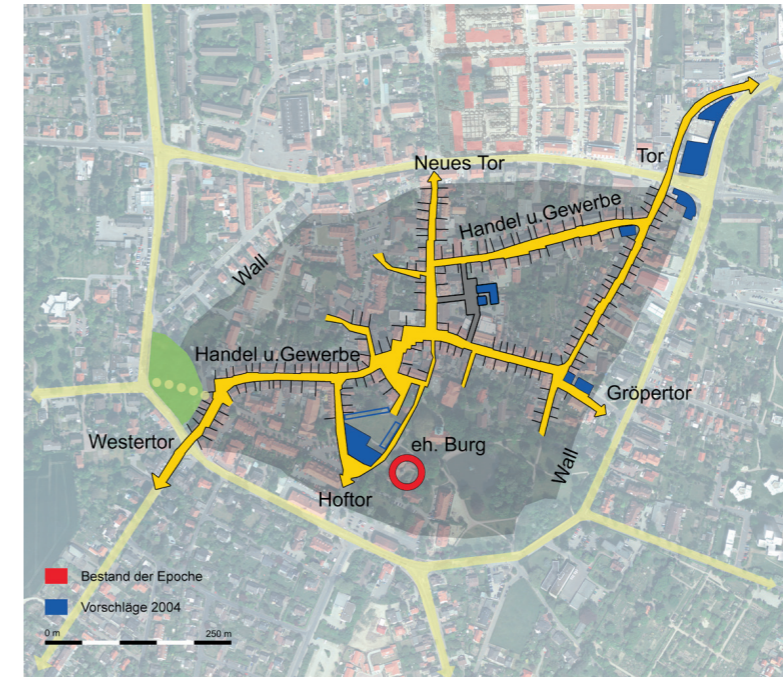 Neues Tor
Tor
Handel u.Gewerbe
Wall
Handel u.Gewerbe
Gröpertor
Westertor
eh. Burg
Wall
Hoftor
Bestand der Epoche
Vorschläge 2004
0 m
250 m